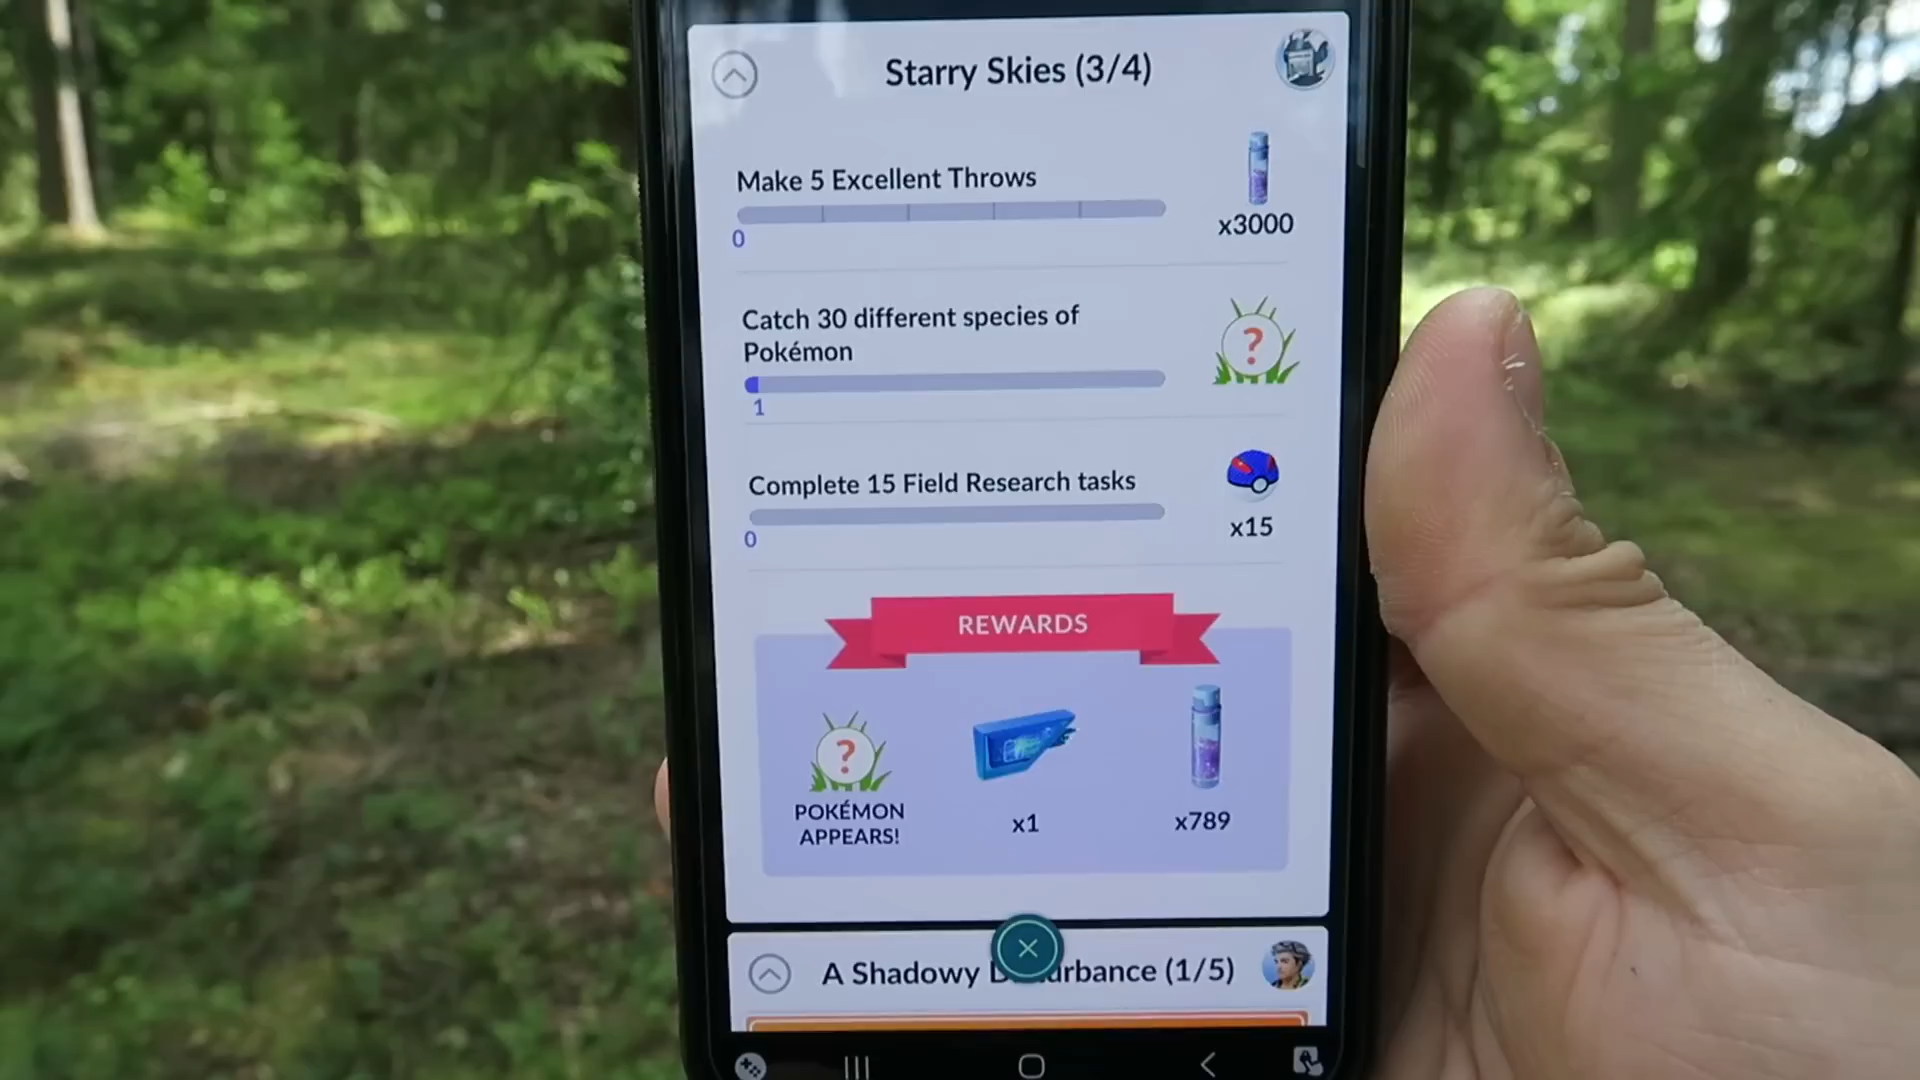 Starry Skies (3/4)
Make 5 Excellent Throws
0
x3000
Catch 30 different species of
Pokémon
1
Complete 15 Field Research tasks
0
x15
REWARDS
POKÉMON
APPEARS!
x1
x789
A Shadowy D urbance (1/5)